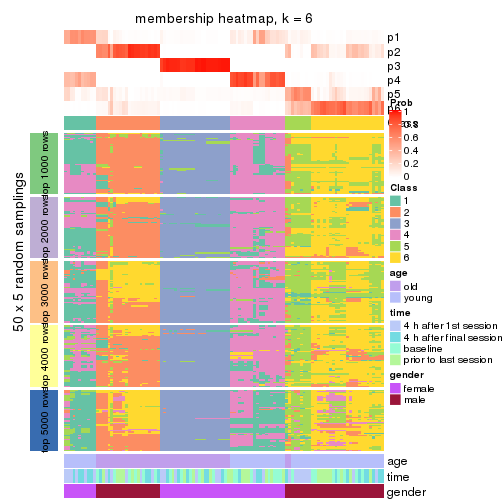 membership heatmap, k = 6
p1
p2
p3
p4
p5
p6
Prob
1
0.8
0.6
0.4
0.2
0
Class
1
2
3
4
5
6
age
old
young
time
4 h after 1st session
4 h after final session
baseline
prior to last session
gender
female
male
50 x 5 random samplings
top 1000 rows
top 2000 rows
top 3000 rows
top 4000 rows
top 5000 rows
age
time
gender